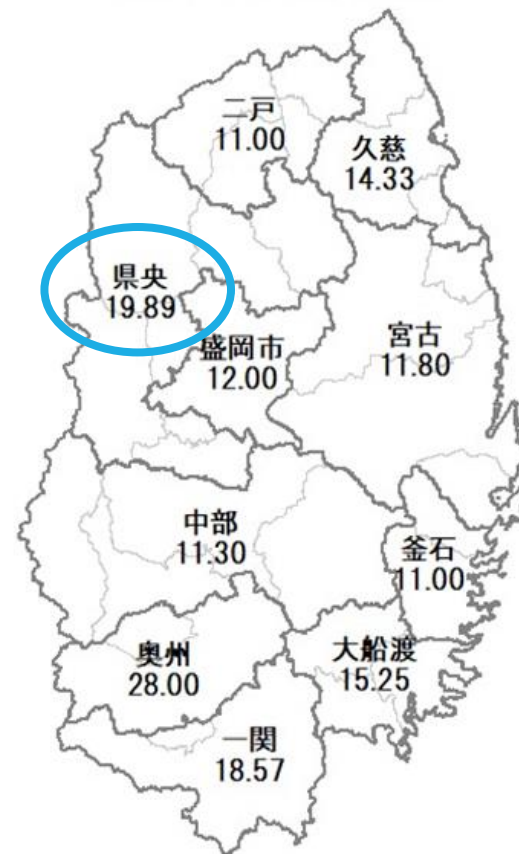 二戸
11.00
久慈
14.33
県央
19.89
盛岡市
12.00
宮古
11.80
中部
11.30
釜石
11.00
奥州
28.00
大船渡
15.25
一関
18.57